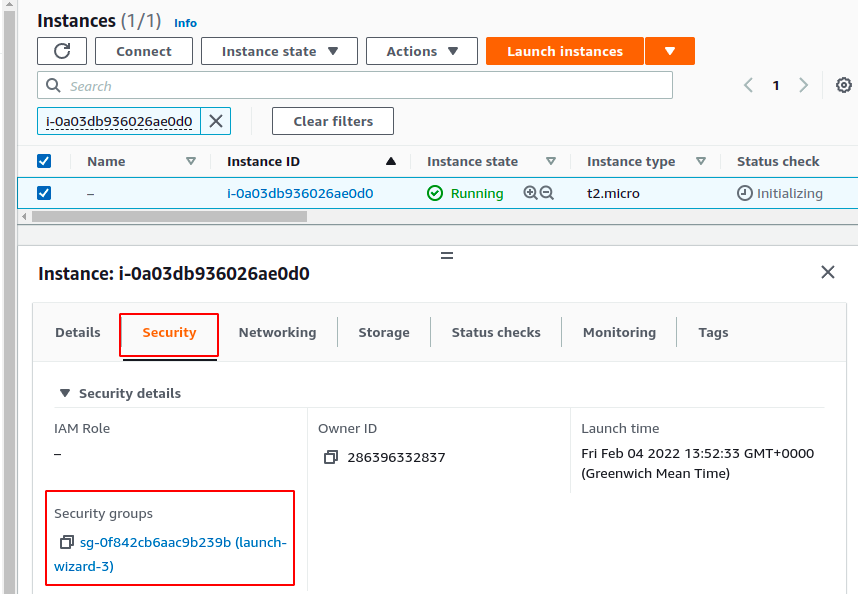 Instances (1/1) Info
Connect Instance state Actions Launch instances
Search 1
i-0a03db936026ae0d0 Clear filters
Name Instance ID Instance state Instance type Status check
– i-0a03db936026ae0d0 Running t2.micro Initializing
Instance: i-0a03db936026ae0d0
Details Security Networking Storage Status checks Monitoring Tags
Security details
IAM Role Owner ID Launch time
– 286396332837 Fri Feb 04 2022 13:52:33 GMT+0000
(Greenwich Mean Time)
Security groups
sg-0f842cb6aac9b239b (launch-
wizard-3)